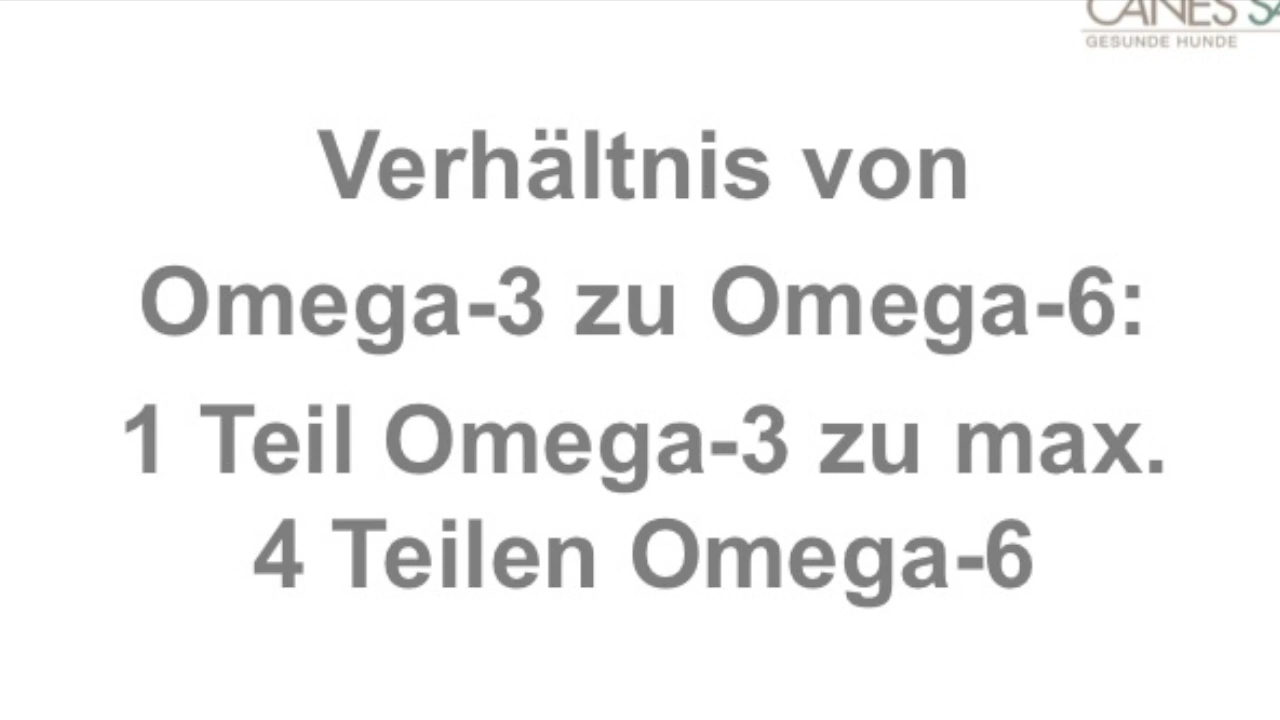 CANES
GESUNDE HUNDE
Verhältnis von
Omega-3 zu Omega-6:
1 Teil Omega-3 zu max.
4 Teilen Omega-6